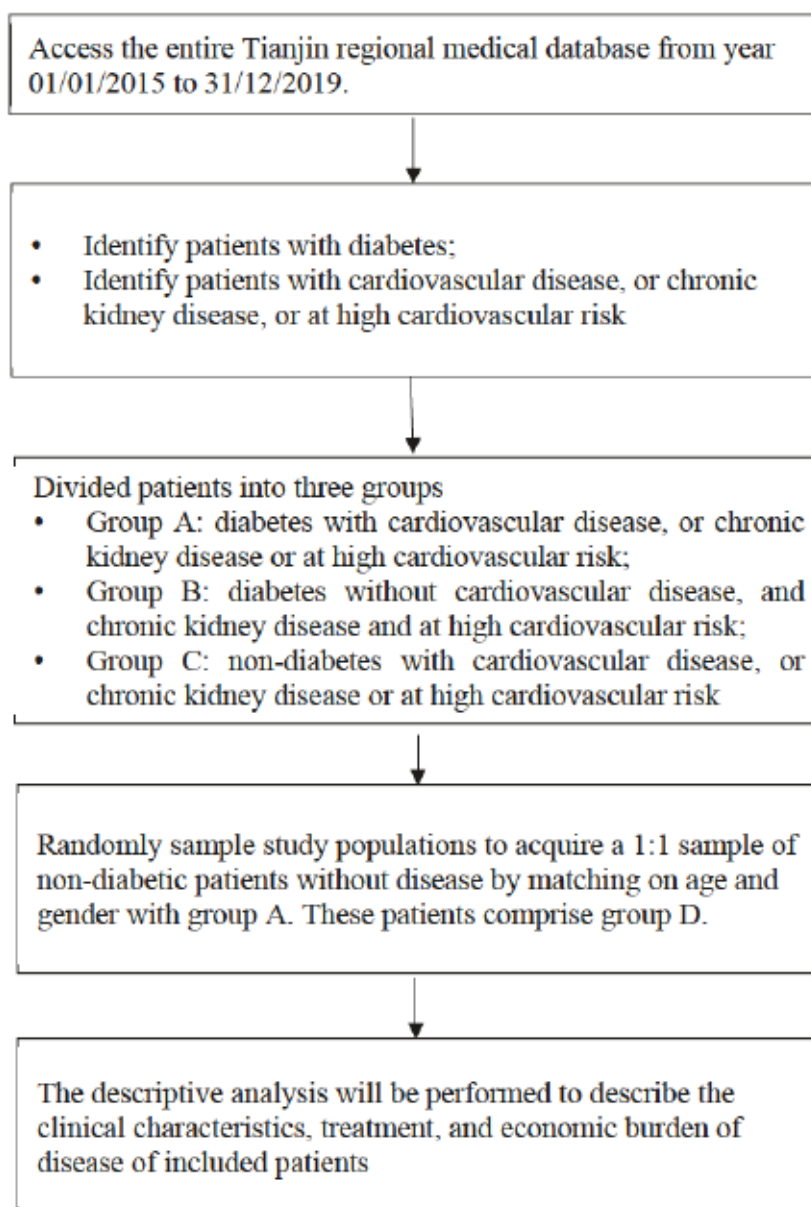 Access the entire Tianjin regional medical database from year
01/01/2015 to 31/12/2019.
• Identify patients with diabetes;
• Identify patients with cardiovascular disease, or chronic
kidney disease, or at high cardiovascular risk
Divided patients into three groups
• Group A: diabetes with cardiovascular disease, or chronic
kidney disease or at high cardiovascular risk;
• Group B: diabetes without cardiovascular disease, and
chronic kidney disease and at high cardiovascular risk;
• Group C: non-diabetes with cardiovascular disease, or
chronic kidney disease or at high cardiovascular risk
Randomly sample study populations to acquire a 1:1 sample of
non-diabetic patients without disease by matching on age and
gender with group A. These patients comprise group D.
The descriptive analysis will be performed to describe the
clinical characteristics, treatment, and economic burden of
disease of included patients